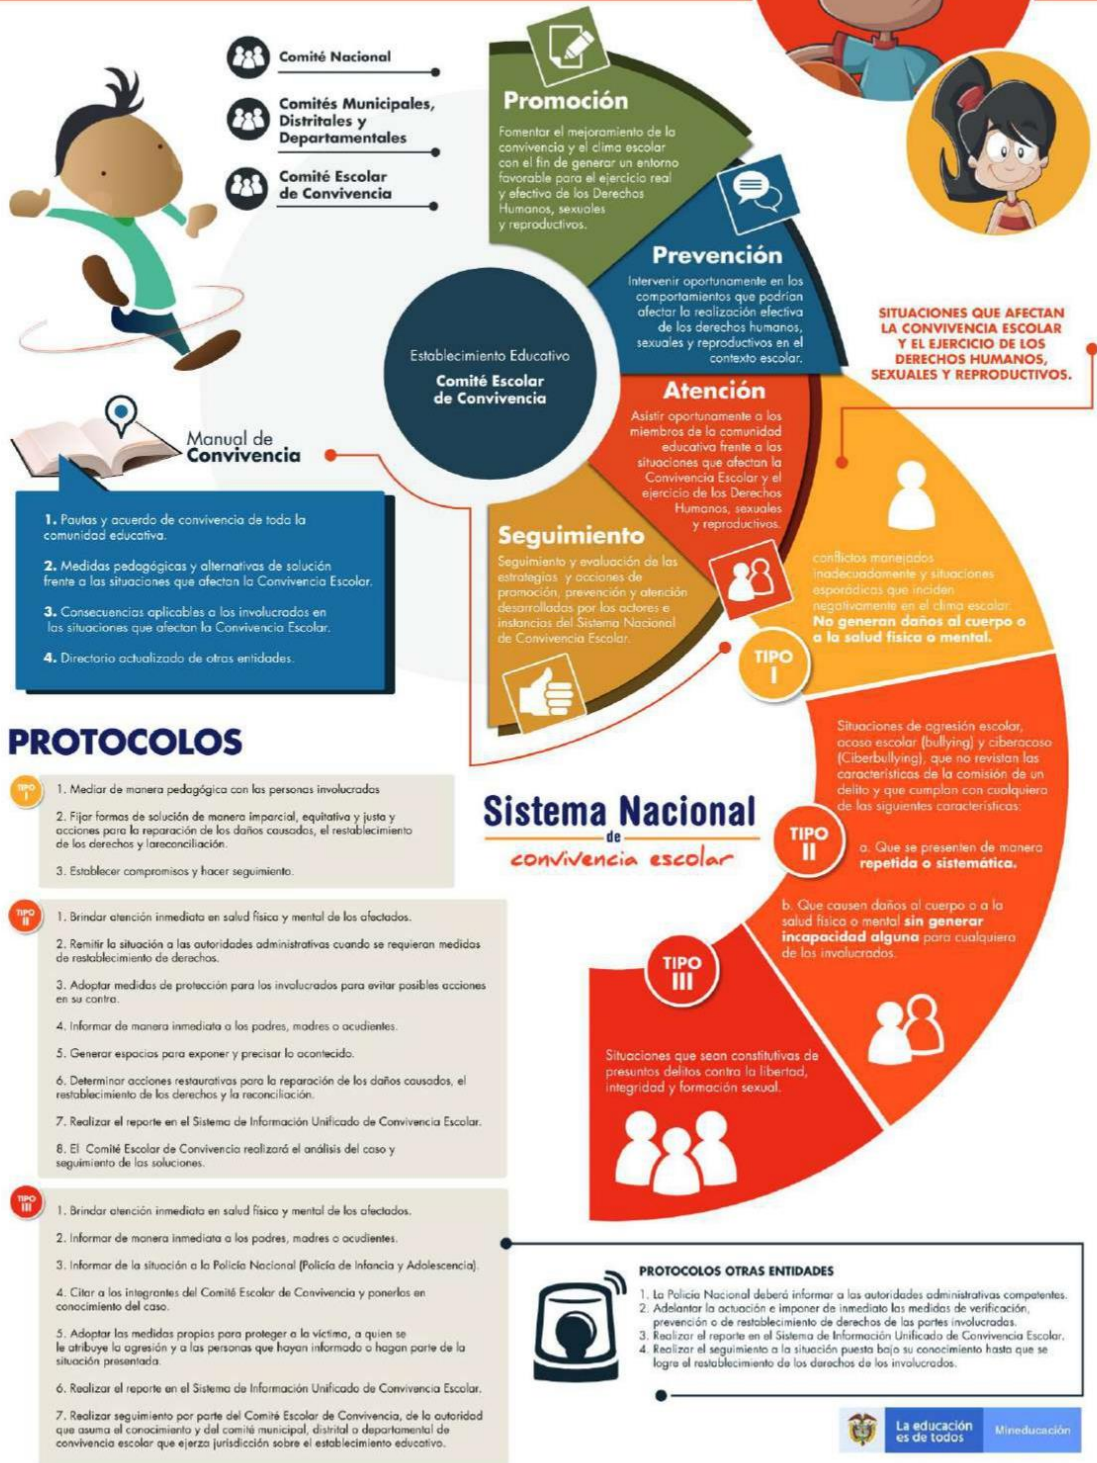 Comité Nacional
Comités Municipales,
Distritales y
Departamentales
Comité Escolar
de Convivencia
Promoción
Fomentar el mejoramiento de la
convivencia y el clima escolar
con el fin de generar un entorno
favorable para el ejercicio real
y efectivo de los Derechos
Humanos, sexuales
y reproductivos.
Prevención
Intervenir oportunamente en los
comportamientos que podrían
afectar la realización efectiva
de los derechos humanos,
sexuales y reproductivos en el
contexto escolar.
SITUACIONES QUE AFECTAN
LA CONVIVENCIA ESCOLAR
Y EL EJERCICIO DE LOS
DERECHOS HUMANOS,
SEXUALES Y REPRODUCTIVOS.
Establecimiento Educativo
Comité Escolar
de Convivencia
Atención
Asistir oportunamente a los
miembros de la comunidad
educativa frente a las
situaciones que afectan la
Convivencia Escolar y el
ejercicio de los Derechos
Humanos, sexuales
y reproductivos.
Manual de
Convivencia
1. Pautas y acuerdo de convivencia de toda la
comunidad educativa.
2. Medidas pedagógicas y alternativas de solución
frente a las situaciones que afectan la Convivencia Escolar.
3. Consecuencias aplicables a los involucrados en
las situaciones que afectan la Convivencia Escolar.
4. Directorio actualizado de otras entidades.
Seguimiento
Seguimiento y evaluación de las
estrategias y acciones de
promoción, prevención y atención
desarrolladas por los actores e
instancias del Sistema Nacional
de Convivencia Escolar.
conflictos manejados
inadecuadamente y situaciones
esporádicas que inciden
negativamente en el clima escolar.
No generan daños al cuerpo o
a la salud física o mental.
TIPO
I
Situaciones de agresión escolar,
acoso escolar (bullying) y ciberacoso
(Ciberbullying), que no revistan las
características de la comisión de un
delito y que cumplan con cualquiera
de las siguientes características:
TIPO
II
a. Que se presenten de manera
repetida o sistemática.
b. Que causen daños al cuerpo o a la
salud física o mental sin generar
incapacidad alguna para cualquiera
de los involucrados.
TIPO
III
Situaciones que sean constitutivas de
presuntos delitos contra la libertad,
integridad y formación sexual.
Sistema Nacional
de
convivencia escolar
PROTOCOLOS
TIPO
I
1. Mediar de manera pedagógica con las personas involucradas
2. Fijar formas de solución de manera imparcial, equitativa y justa y
acciones para la reparación de los daños causados, el restablecimiento
de los derechos y lareconciliación.
3. Establecer compromisos y hacer seguimiento.
TIPO
II
1. Brindar atención inmediata en salud física y mental de los afectados.
2. Remitir la situación a las autoridades administrativas cuando se requieran medidas
de restablecimiento de derechos.
3. Adoptar medidas de protección para los involucrados para evitar posibles acciones
en su contra.
4. Informar de manera inmediata a los padres, madres o acudientes.
5. Generar espacios para exponer y precisar lo acontecido.
6. Determinar acciones restaurativas para la reparación de los daños causados, el
restablecimiento de los derechos y la reconciliación.
7. Realizar el reporte en el Sistema de Información Unificado de Convivencia Escolar.
8. El Comité Escolar de Convivencia realizará el análisis del caso y
seguimiento de las soluciones.
TIPO
III
1. Brindar atención inmediata en salud física y mental de los afectados.
2. Informar de manera inmediata a los padres, madres o acudientes.
3. Informar de la situación a la Policía Nacional (Policía de Infancia y Adolescencia).
4. Citar a los integrantes del Comité Escolar de Convivencia y ponerlos en
conocimiento del caso.
5. Adoptar las medidas propias para proteger a la víctima, a quien se
le atribuye la agresión y a las personas que hayan informado o hagan parte de la
situación presentada.
6. Realizar el reporte en el Sistema de Información Unificado de Convivencia Escolar.
7. Realizar seguimiento por parte del Comité Escolar de Convivencia, de la autoridad
que asuma el conocimiento y del comité municipal, distrital o departamental de
convivencia escolar que ejerza jurisdicción sobre el establecimiento educativo.
PROTOCOLOS OTRAS ENTIDADES
1. La Policía Nacional deberá informar a las autoridades administrativas competentes.
2. Adelantar la actuación e imponer de inmediato las medidas de verificación,
prevención o de restablecimiento de derechos de las partes involucradas.
3. Realizar el reporte en el Sistema de Información Unificado de Convivencia Escolar.
4. Realizar el seguimiento a la situación puesta bajo su conocimiento hasta que se
logre el restablecimiento de los derechos de los involucrados.
La educación
es de todos
Mineducación